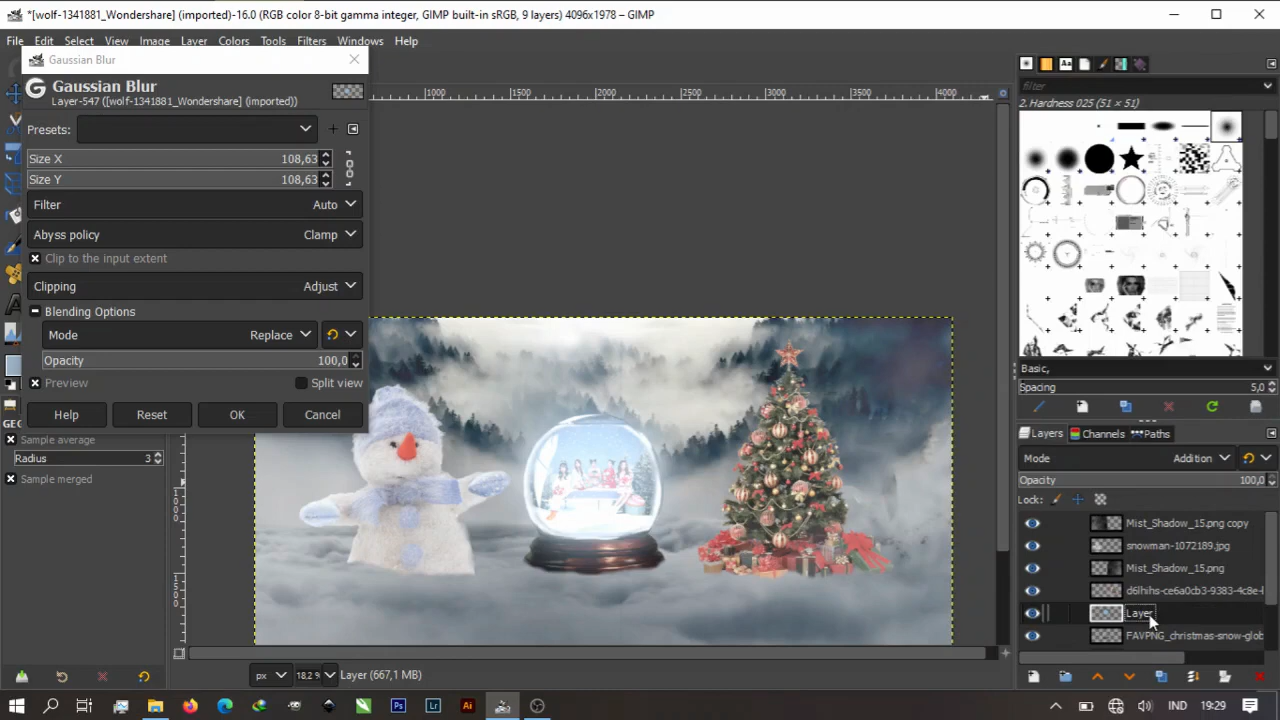 *[wolf-1341881_Wondershare] (imported)-16.0 (RGB color 8-bit gamma integer, GIMP built-in sRGB, 9 layers) 4096x1978 – GIMP
File Edit Select View Image Layer Colors Tools Filters Windows Help
Gaussian Blur
Gaussian Blur
Layer-547 ([wolf-1341881_Wondershare] (imported))
Presets:
Size X 108,63
Size Y 108,63
Filter Auto
Abyss policy Clamp
Clip to the input extent
Clipping Adjust
Blending Options
Mode Replace
Opacity 100,0
Preview Split view
Help Reset OK Cancel
Sample average
Radius 3
Sample merged
1000 1500 2000 2500 3000 3500 4000
1000
1500
px 18.2 % Layer (667,1 MB)
filter
2. Hardness 025 (51 × 51)
Basic,
Spacing 5,0
Layers Channels Paths
Mode Addition
Opacity 100,0
Lock:
Mist_Shadow_15.png copy
snowman-1072189.jpg
Mist_Shadow_15.png
d6lhihs-ce6a0cb3-9383-4c8e-
Layer
FAVPNG_christmas-snow-glob
Ps Lr Ai IND 19:29